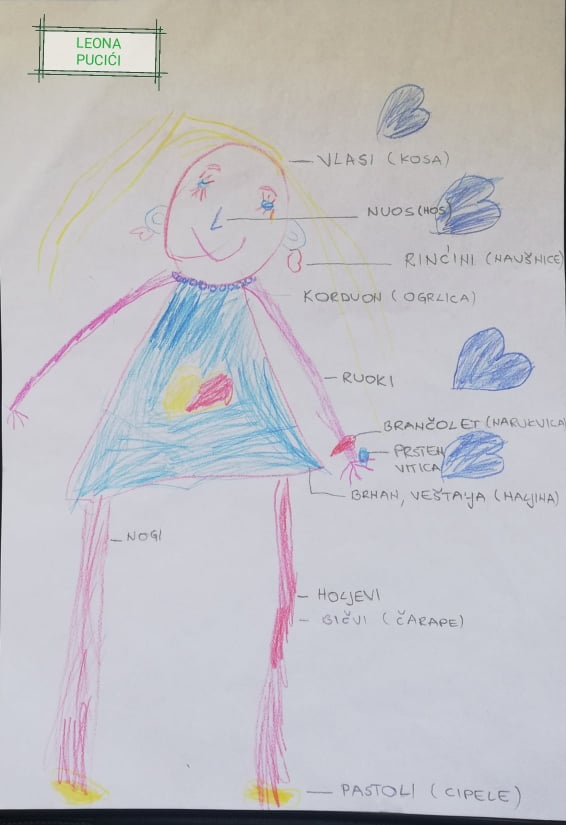 LEONA
PUCIĆI
VLASI (KOSA)
NUOS (NOS)
RINĆINI (NAUŠNICE)
KORDUON (OGRLICA)
RUOKI
BRANČOLET (NARUKVICA)
PRSTEN
VITICA
BRHAN, VEŠTAJA (HALJINA)
NOGI
HOLJEVI
BIČVI (ČARAPE)
PASTOLI (CIPELE)